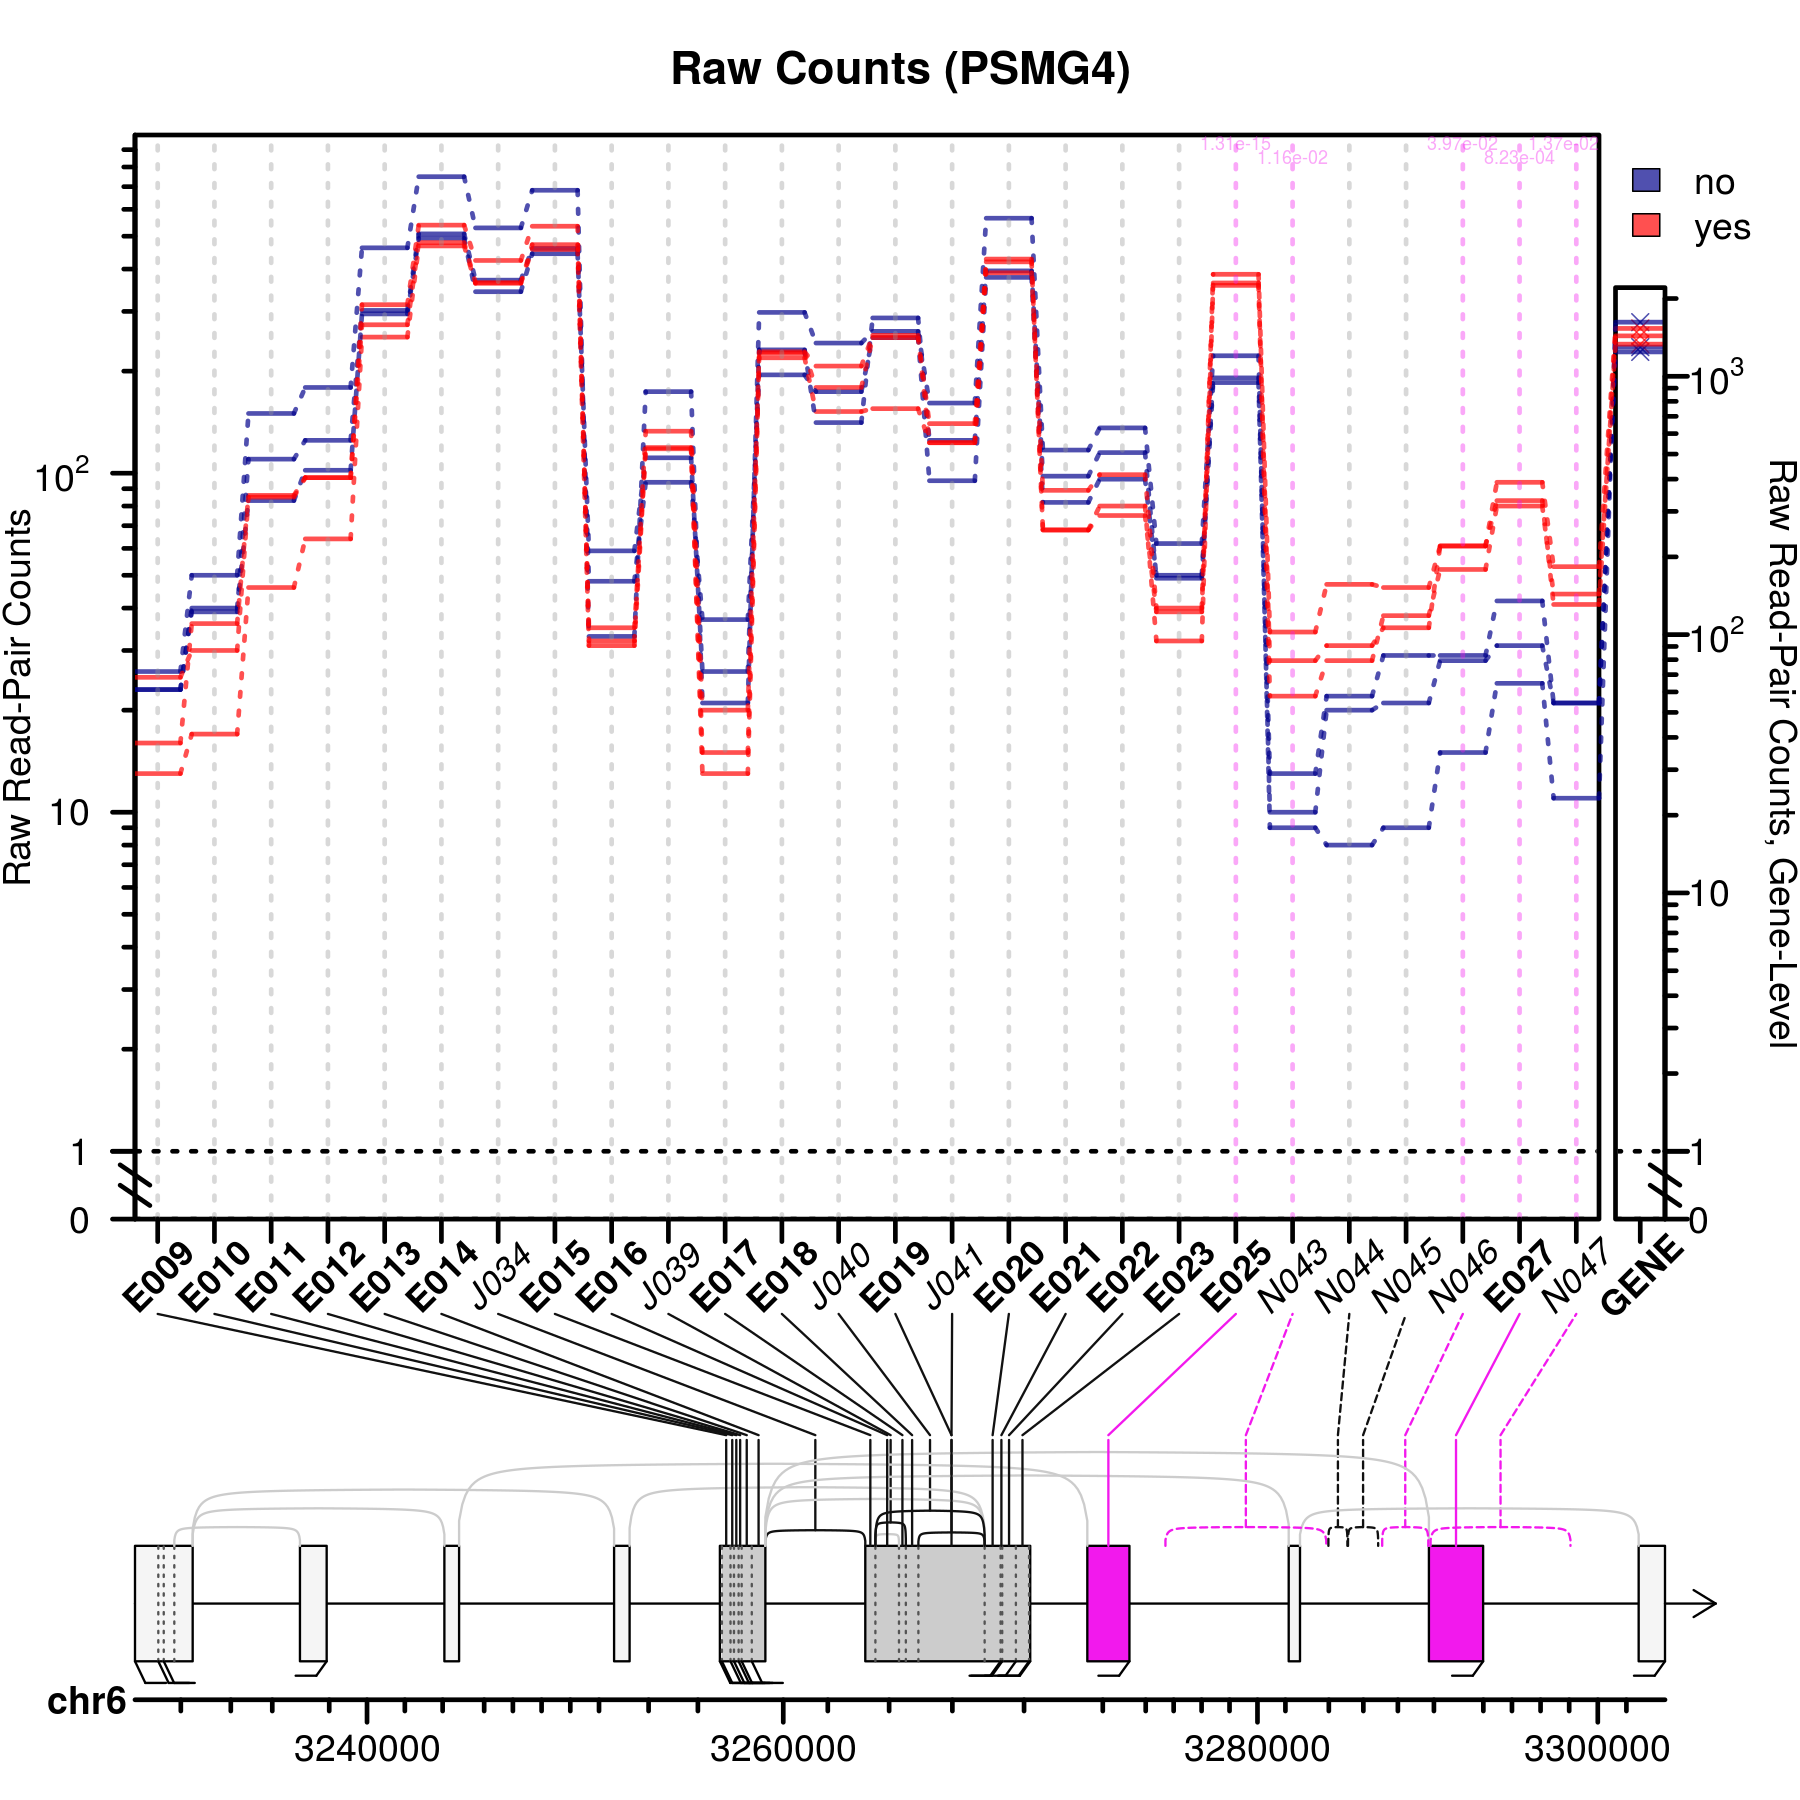 Raw Counts (PSMG4)
1.31e-15
1.16e-02
3.97e-02
8.23e-04
1.37e-02
no
yes
Raw Read-Pair Counts
10²
10
1
0
10³
10²
10
1
0
Raw Read-Pair Counts, Gene-Level
E009 E010 E011 E012 E013 E014 J034 E015 E016 J039 E017 E018 J040 E019 J041 E020 E021 E022 E023 E025 N043 N044 N045 N046 E027 N047 GENE
chr6
3240000 3260000 3280000 3300000